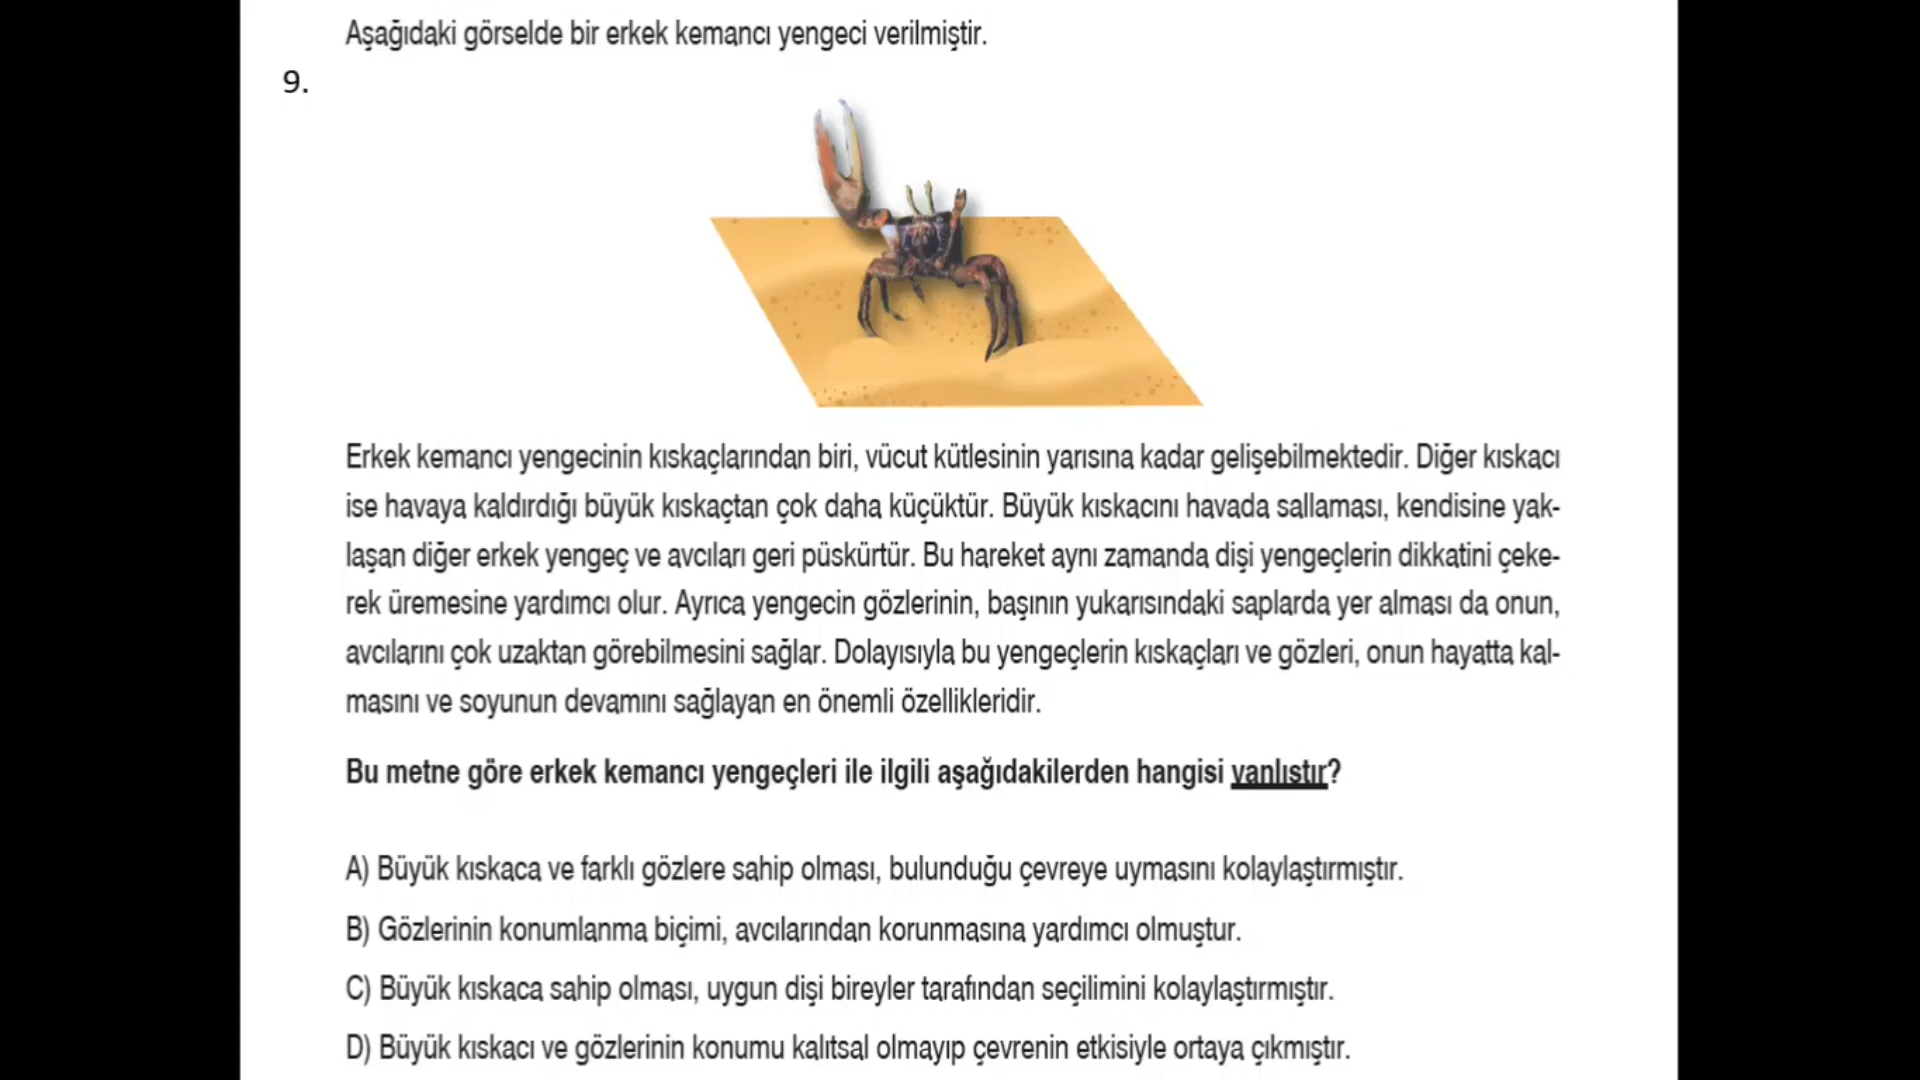 Aşağıdaki görselde bir erkek kemancı yengeci verilmiştir.
9.
Erkek kemancı yengecinin kıskaçlarından biri, vücut kütlesinin yarısına kadar gelişebilmektedir. Diğer kıskacı
ise havaya kaldırdığı büyük kıskaçtan çok daha küçüktür. Büyük kıskacını havada sallaması, kendisine yak-
laşan diğer erkek yengeç ve avcıları geri püskürtür. Bu hareket aynı zamanda dişi yengeçlerin dikkatini çeke-
rek üremesine yardımcı olur. Ayrıca yengecin gözlerinin, başının yukarısındaki saplarda yer alması da onun,
avcılarını çok uzaktan görebilmesini sağlar. Dolayısıyla bu yengeçlerin kıskaçları ve gözleri, onun hayatta kal-
masını ve soyunun devamını sağlayan en önemli özellikleridir.
Bu metne göre erkek kemancı yengeçleri ile ilgili aşağıdakilerden hangisi yanlıştır?
A) Büyük kıskaca ve farklı gözlere sahip olması, bulunduğu çevreye uymasını kolaylaştırmıştır.
B) Gözlerinin konumlanma biçimi, avcılarından korunmasına yardımcı olmuştur.
C) Büyük kıskaca sahip olması, uygun dişi bireyler tarafından seçilimini kolaylaştırmıştır.
D) Büyük kıskacı ve gözlerinin konumu kalıtsal olmayıp çevrenin etkisiyle ortaya çıkmıştır.